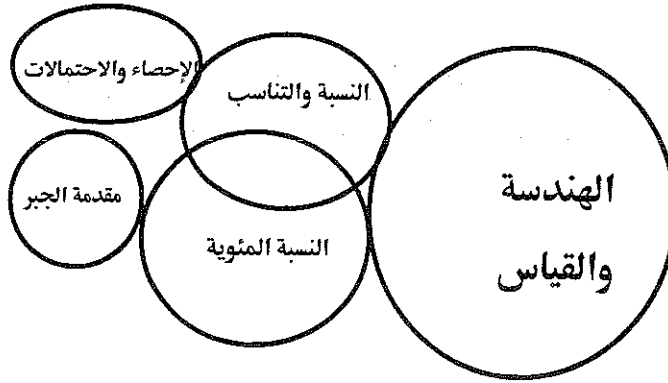 الإحصاء والاحتمالات
النسبة والتناسب
الهندسة
والقياس
مقدمة الجبر
النسبة المئوية